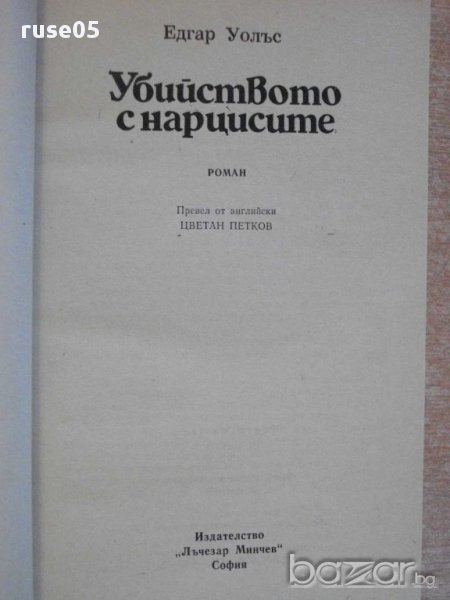 ruse05
Едгар Уолъс
Убийството
с нарцисите
РОМАН
Превел от английски
ЦВЕТАН ПЕТКОВ
Издателство
„Лъчезар Минчев"
София
bazar.bg